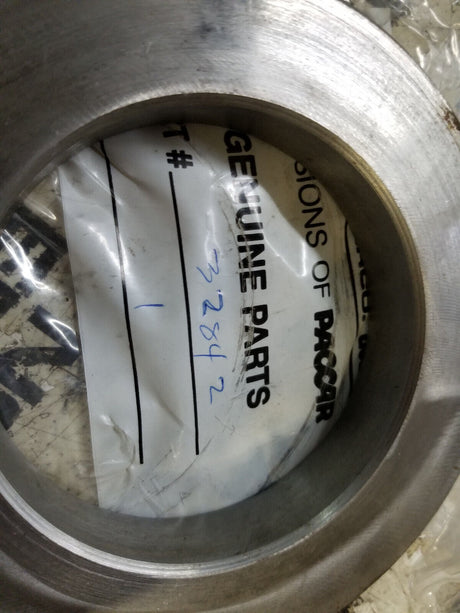 SIONS OF PACCAR
GENUINE PARTS
T # 32842
1